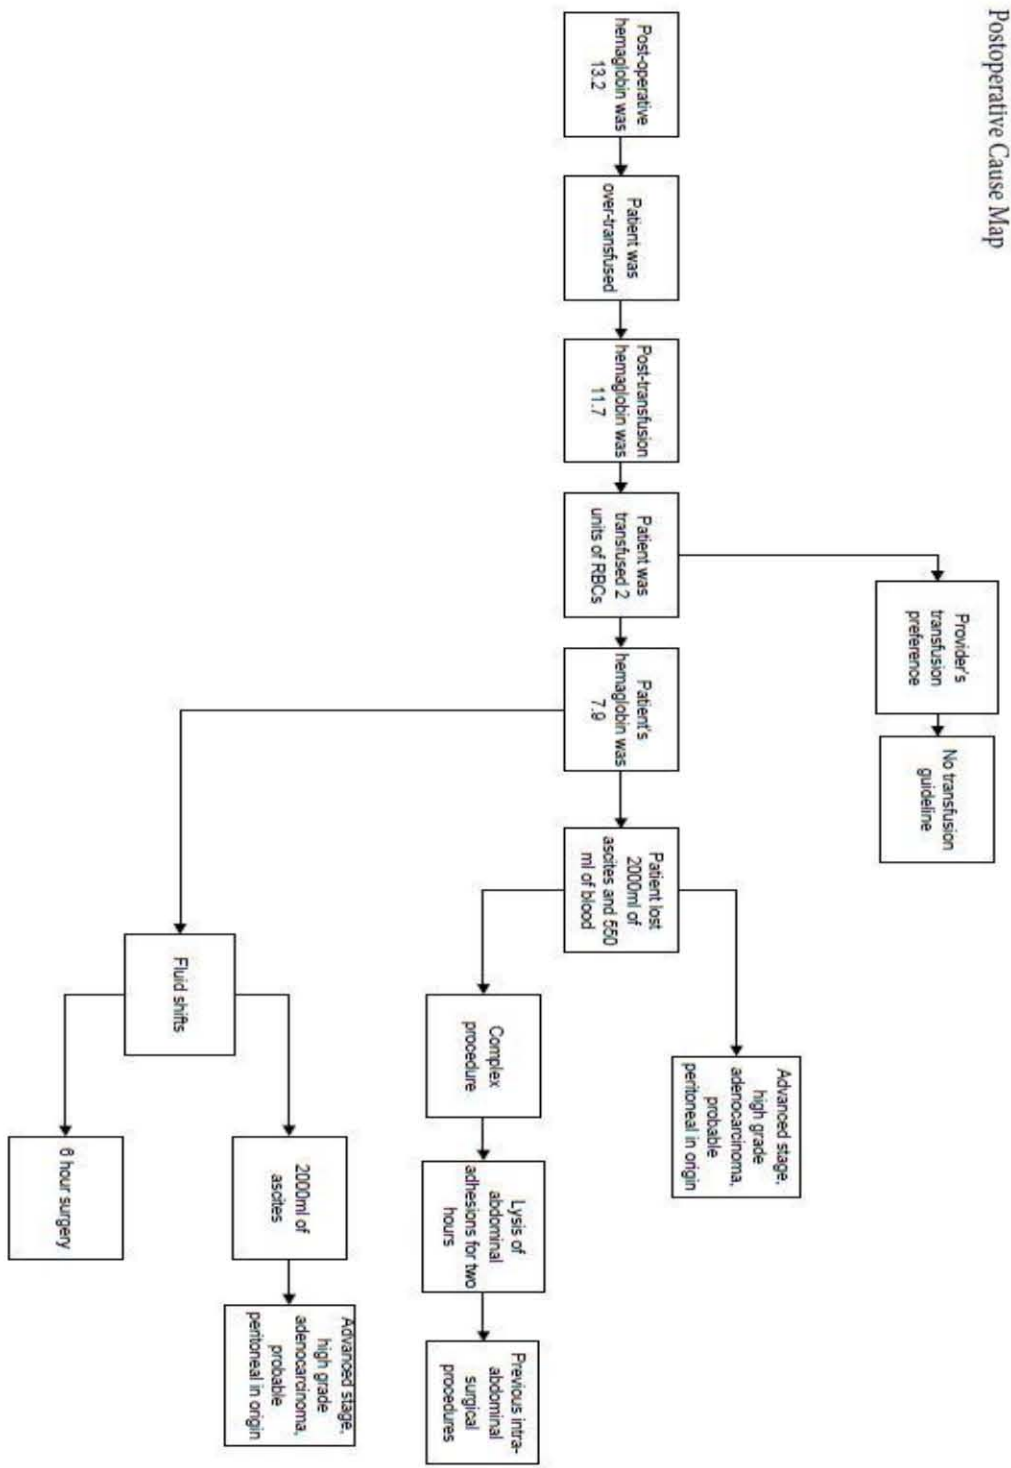 Postoperative Cause Map
Post-operative
hemaglobin was
13.2
Patient was
over-transfused
Post-transfusion
hemaglobin was
11.7
Patient was
transfused 2
units of RBCs
Provider's
transfusion
preference
No transfusion
guideline
Patient's
hemaglobin was
7.9
Patient lost
2000ml of
ascites and 550
ml of blood
Advanced stage,
high grade
adenocarcinoma,
probable
peritoneal in origin
Complex
procedure
Lysis of
abdominal
adhesions for two
hours
Previous intra-
abdominal
surgical
procedures
Fluid shifts
2000ml of
ascites
Advanced stage,
high grade
adenocarcinoma,
probable
peritoneal in origin
6 hour surgery